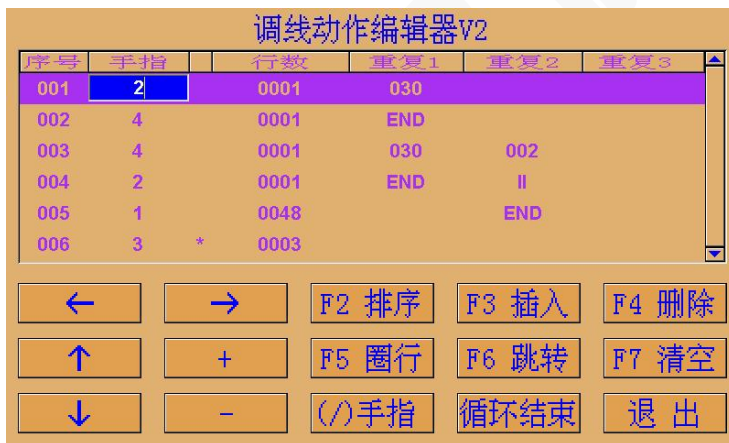 调线动作编辑器V2
序号 手指 行数 重复1 重复2 重复3
001 2 0001 030
002 4 0001 END
003 4 0001 030 002
004 2 0001 END II
005 1 0048 END
006 3 * 0003
← → F2 排序 F3 插入 F4 删除
↑ + F5 圈行 F6 跳转 F7 清空
↓ - (/)手指 循环结束 退 出